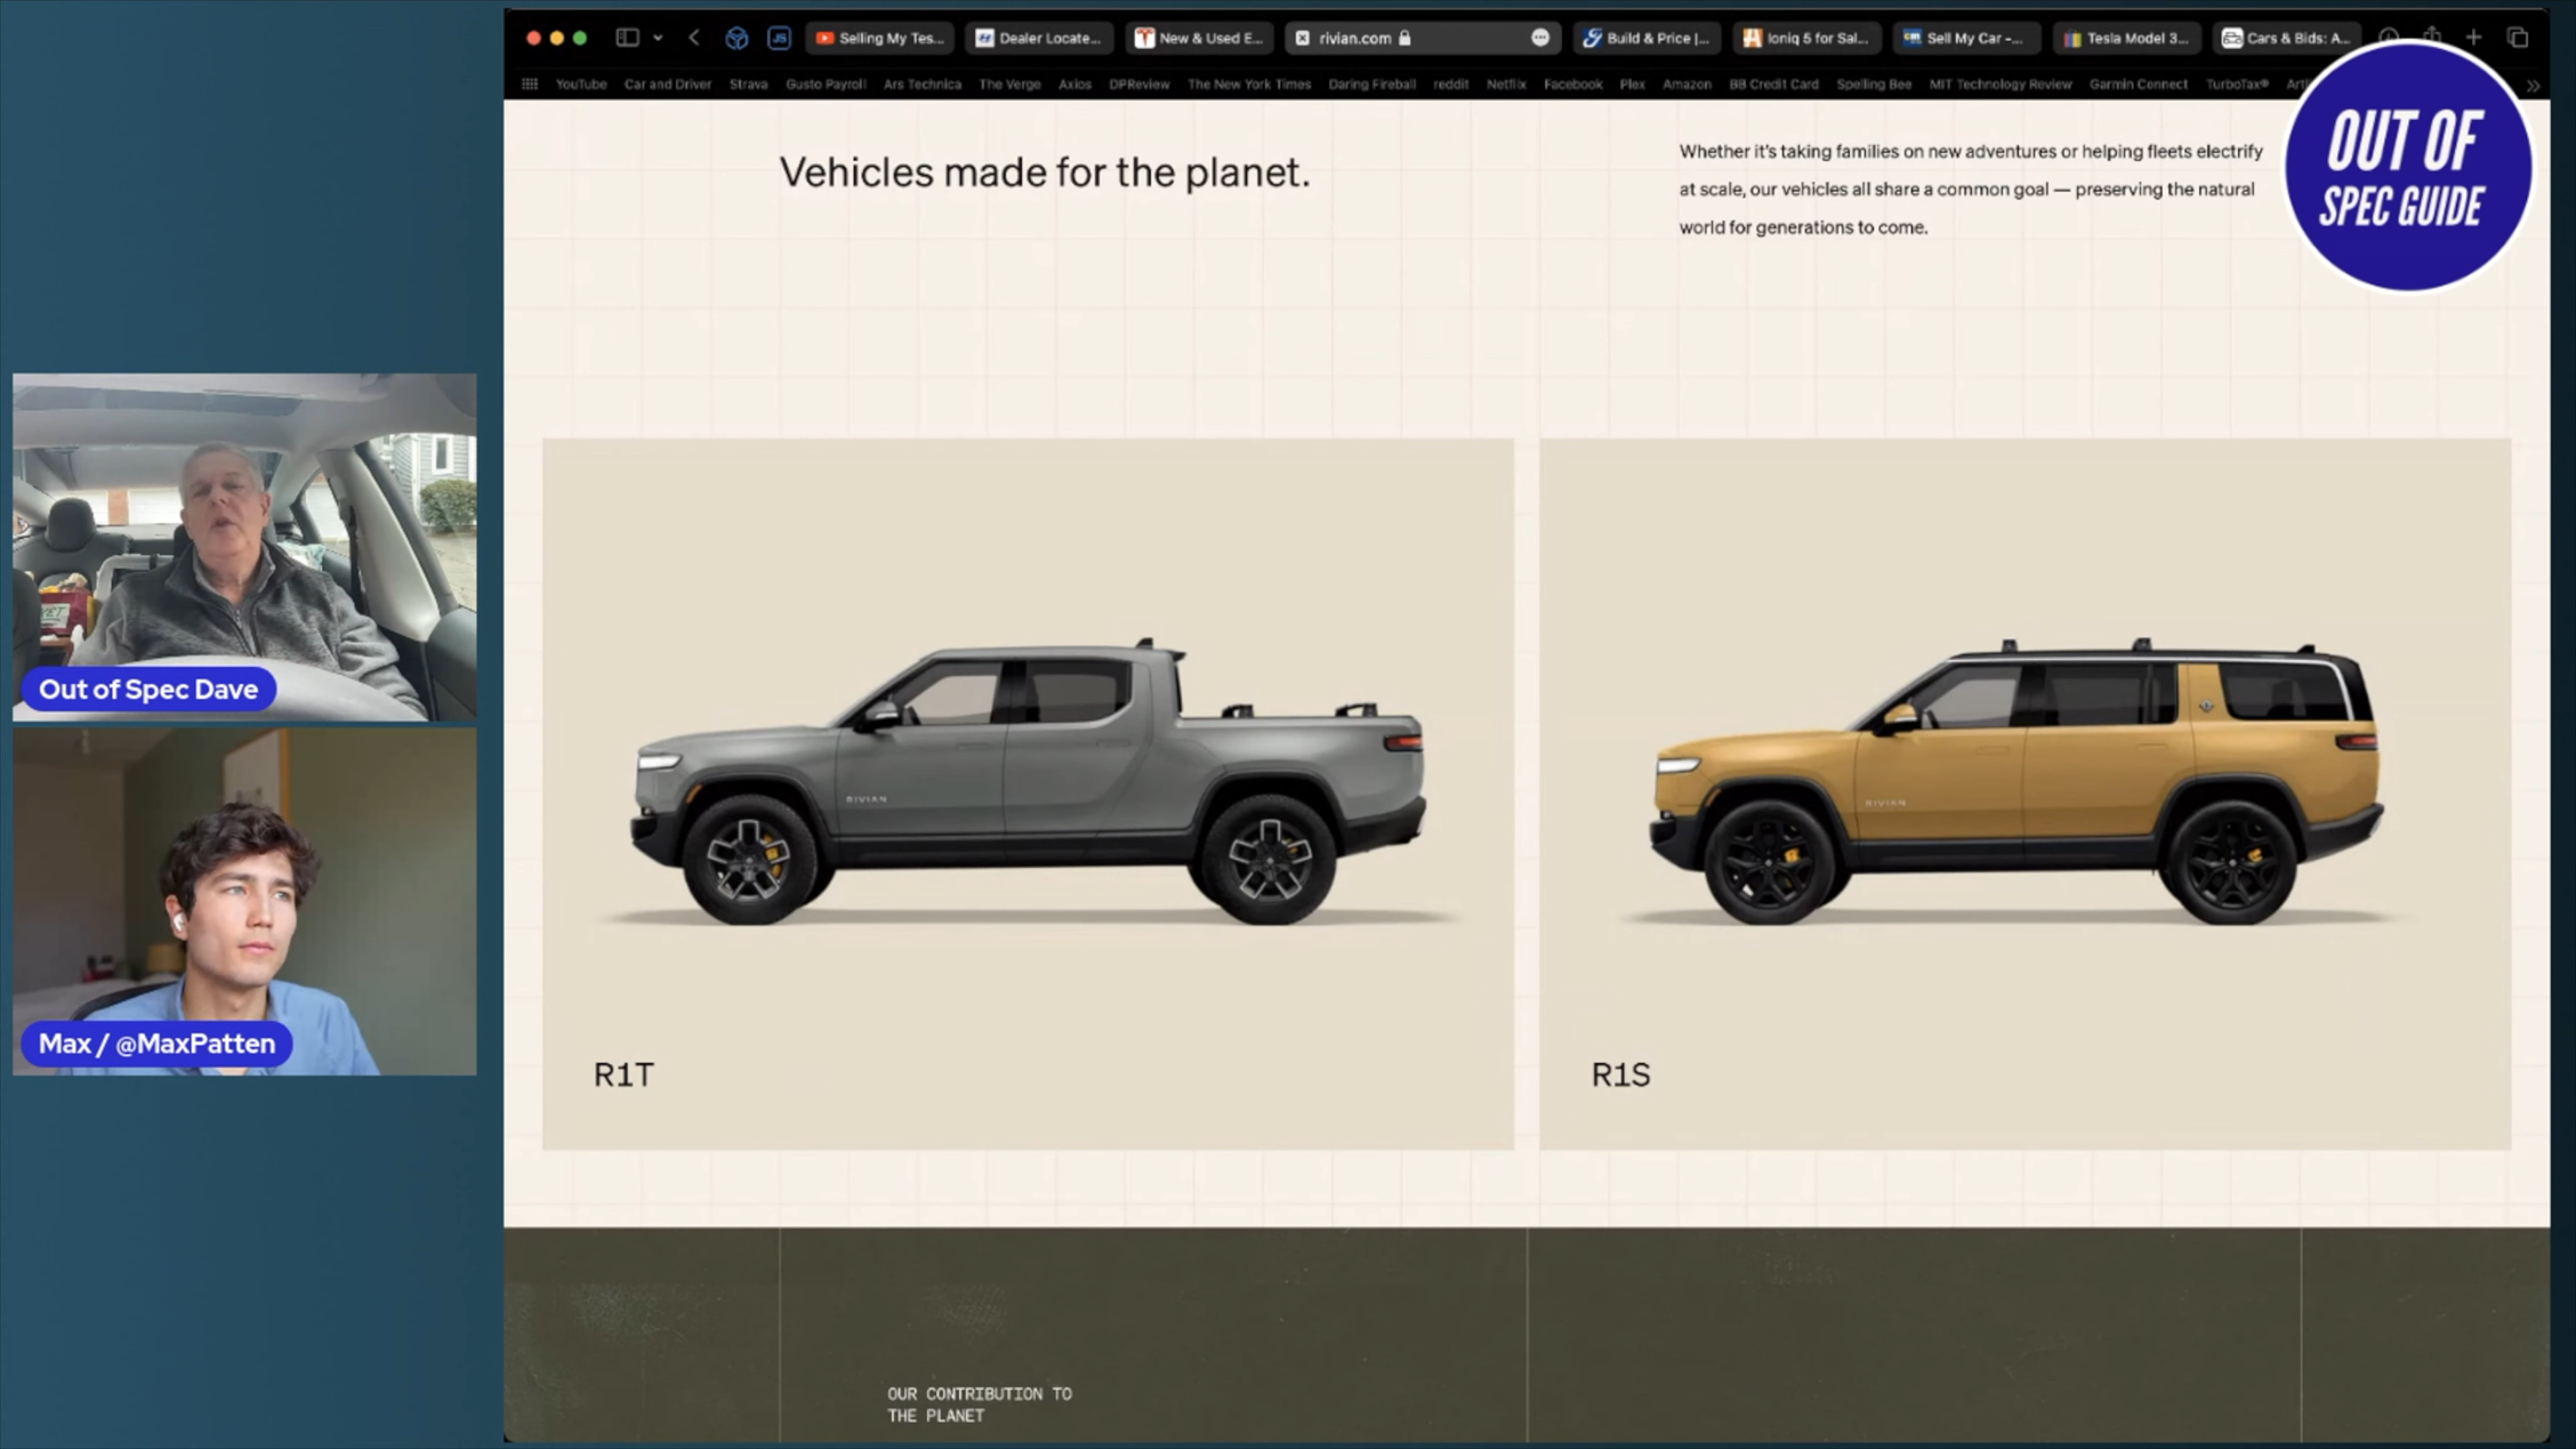 Selling My Tes...
Dealer Locate...
New & Used E...
rivian.com
Build & Price |...
Ioniq 5 for Sal...
Sell My Car -...
Tesla Model 3...
Cars & Bids: A...
JS
YouTube
Car and Driver
Strava
Gusto Payroll
Ars Technica
The Verge
Axios
DPReview
The New York Times
Daring Fireball
reddit
Netflix
Facebook
Plex
Amazon
BB Credit Card
Spelling Bee
MIT Technology Review
Garmin Connect
TurboTax®
OUT OF
SPEC GUIDE
Vehicles made for the planet.
Whether it's taking families on new adventures or helping fleets electrify
at scale, our vehicles all share a common goal — preserving the natural
world for generations to come.
Out of Spec Dave
Max / @MaxPatten
RIVIAN
RIVIAN
R1T
R1S
OUR CONTRIBUTION TO
THE PLANET